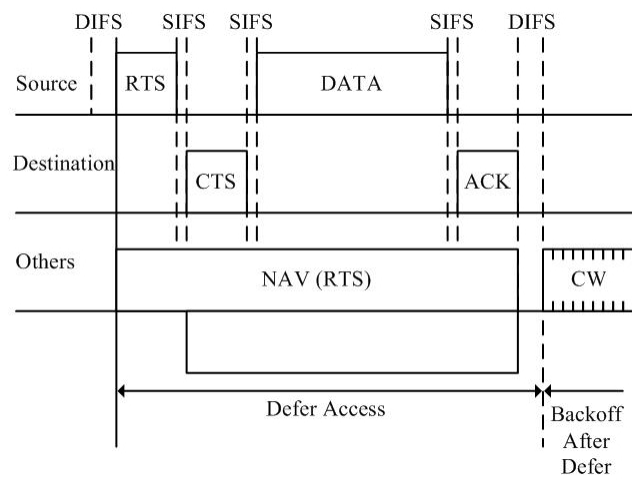 DIFS SIFS SIFS SIFS DIFS
Source RTS DATA
Destination CTS ACK
Others NAV (RTS) CW
Defer Access
Backoff
After
Defer